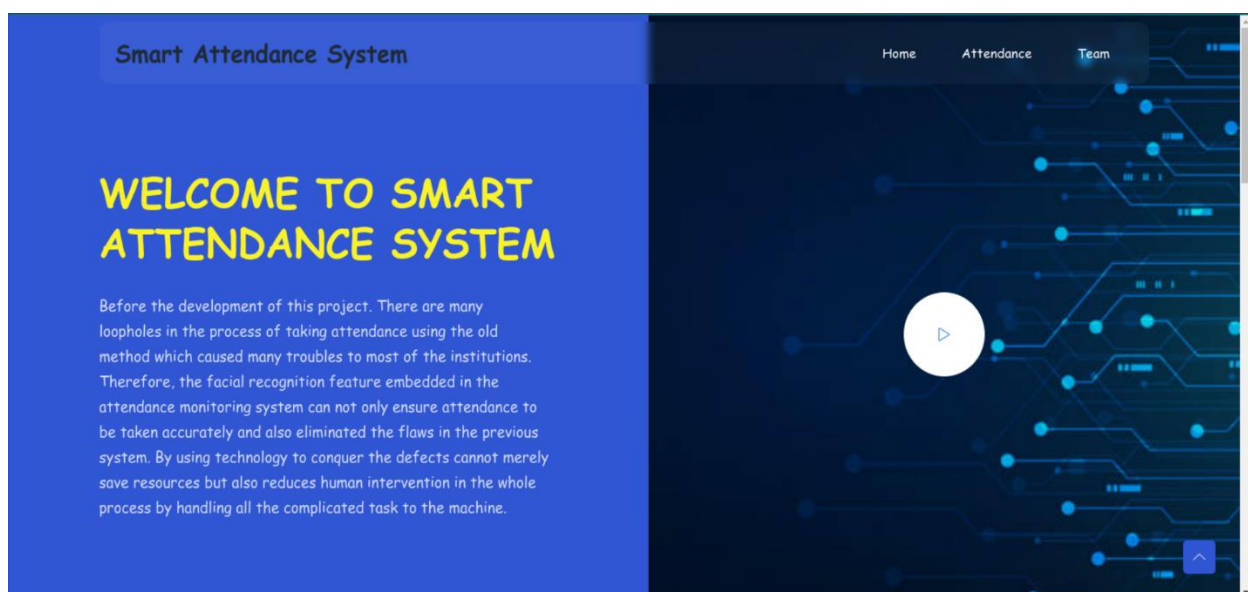 Smart Attendance System
Home Attendance Team
WELCOME TO SMART
ATTENDANCE SYSTEM
Before the development of this project. There are many
loopholes in the process of taking attendance using the old
method which caused many troubles to most of the institutions.
Therefore, the facial recognition feature embedded in the
attendance monitoring system can not only ensure attendance to
be taken accurately and also eliminated the flaws in the previous
system. By using technology to conquer the defects cannot merely
save resources but also reduces human intervention in the whole
process by handling all the complicated task to the machine.